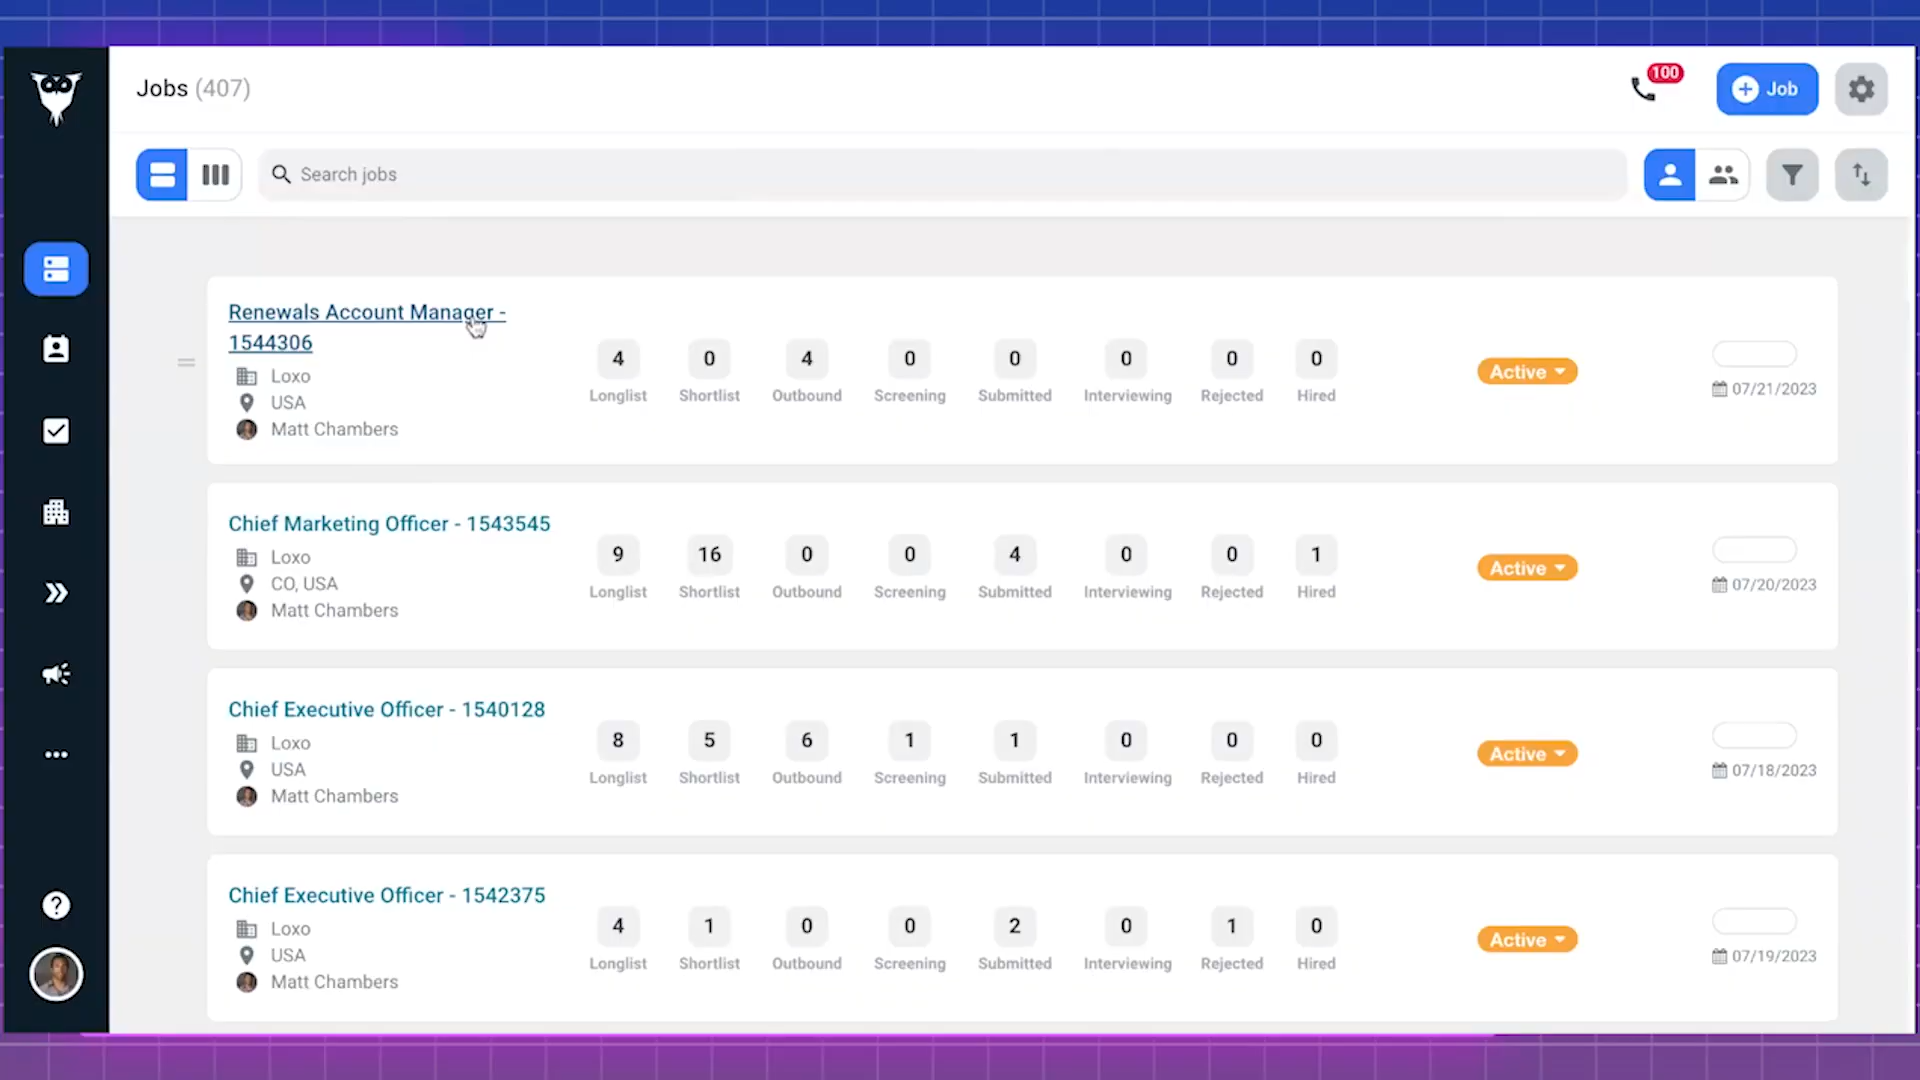 Jobs (407)
100
Job
Search jobs
Renewals Account Manager -
1544306
Loxo
USA
Matt Chambers
4 0 4 0 0 0 0 0
Longlist Shortlist Outbound Screening Submitted Interviewing Rejected Hired
Active
07/21/2023
Chief Marketing Officer - 1543545
Loxo
CO, USA
Matt Chambers
9 16 0 0 4 0 0 1
Longlist Shortlist Outbound Screening Submitted Interviewing Rejected Hired
Active
07/20/2023
Chief Executive Officer - 1540128
Loxo
USA
Matt Chambers
8 5 6 1 1 0 0 0
Longlist Shortlist Outbound Screening Submitted Interviewing Rejected Hired
Active
07/18/2023
Chief Executive Officer - 1542375
Loxo
USA
Matt Chambers
4 1 0 0 2 0 1 0
Longlist Shortlist Outbound Screening Submitted Interviewing Rejected Hired
Active
07/19/2023